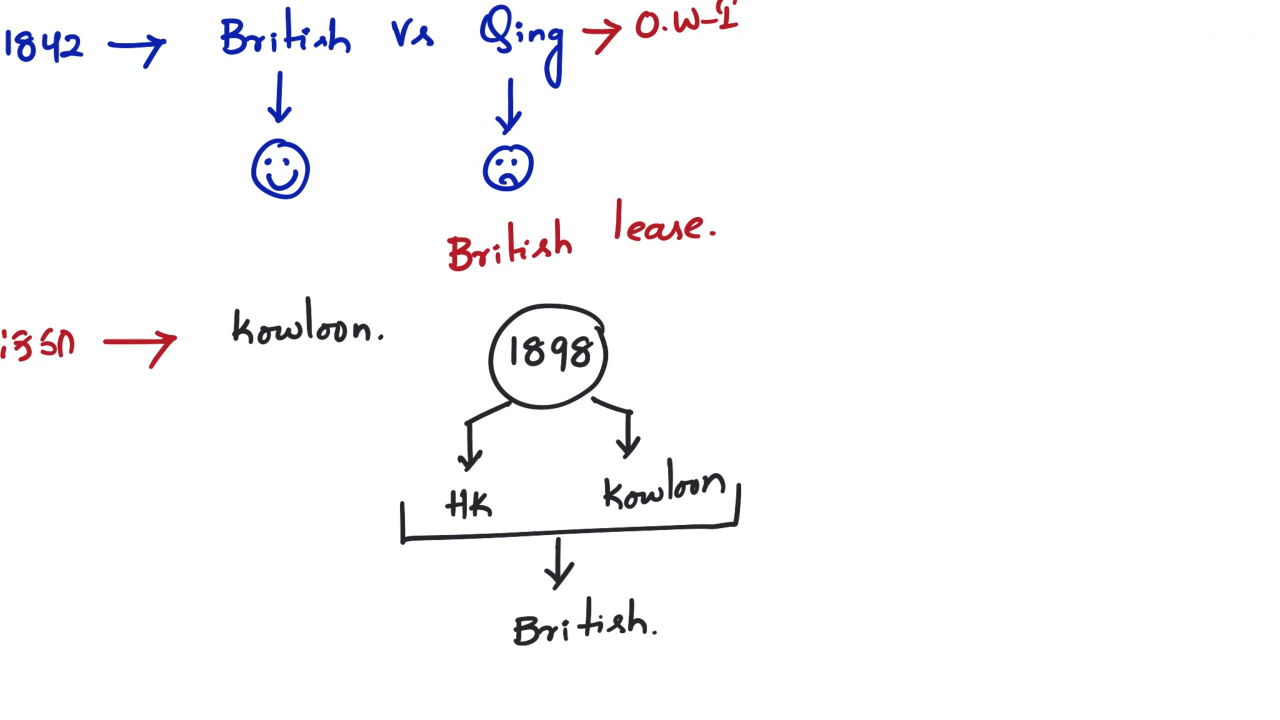 1842 → British vs Qing → O.W-I
British lease.
→ Kowloon.
1898
HK Kowloon
British.